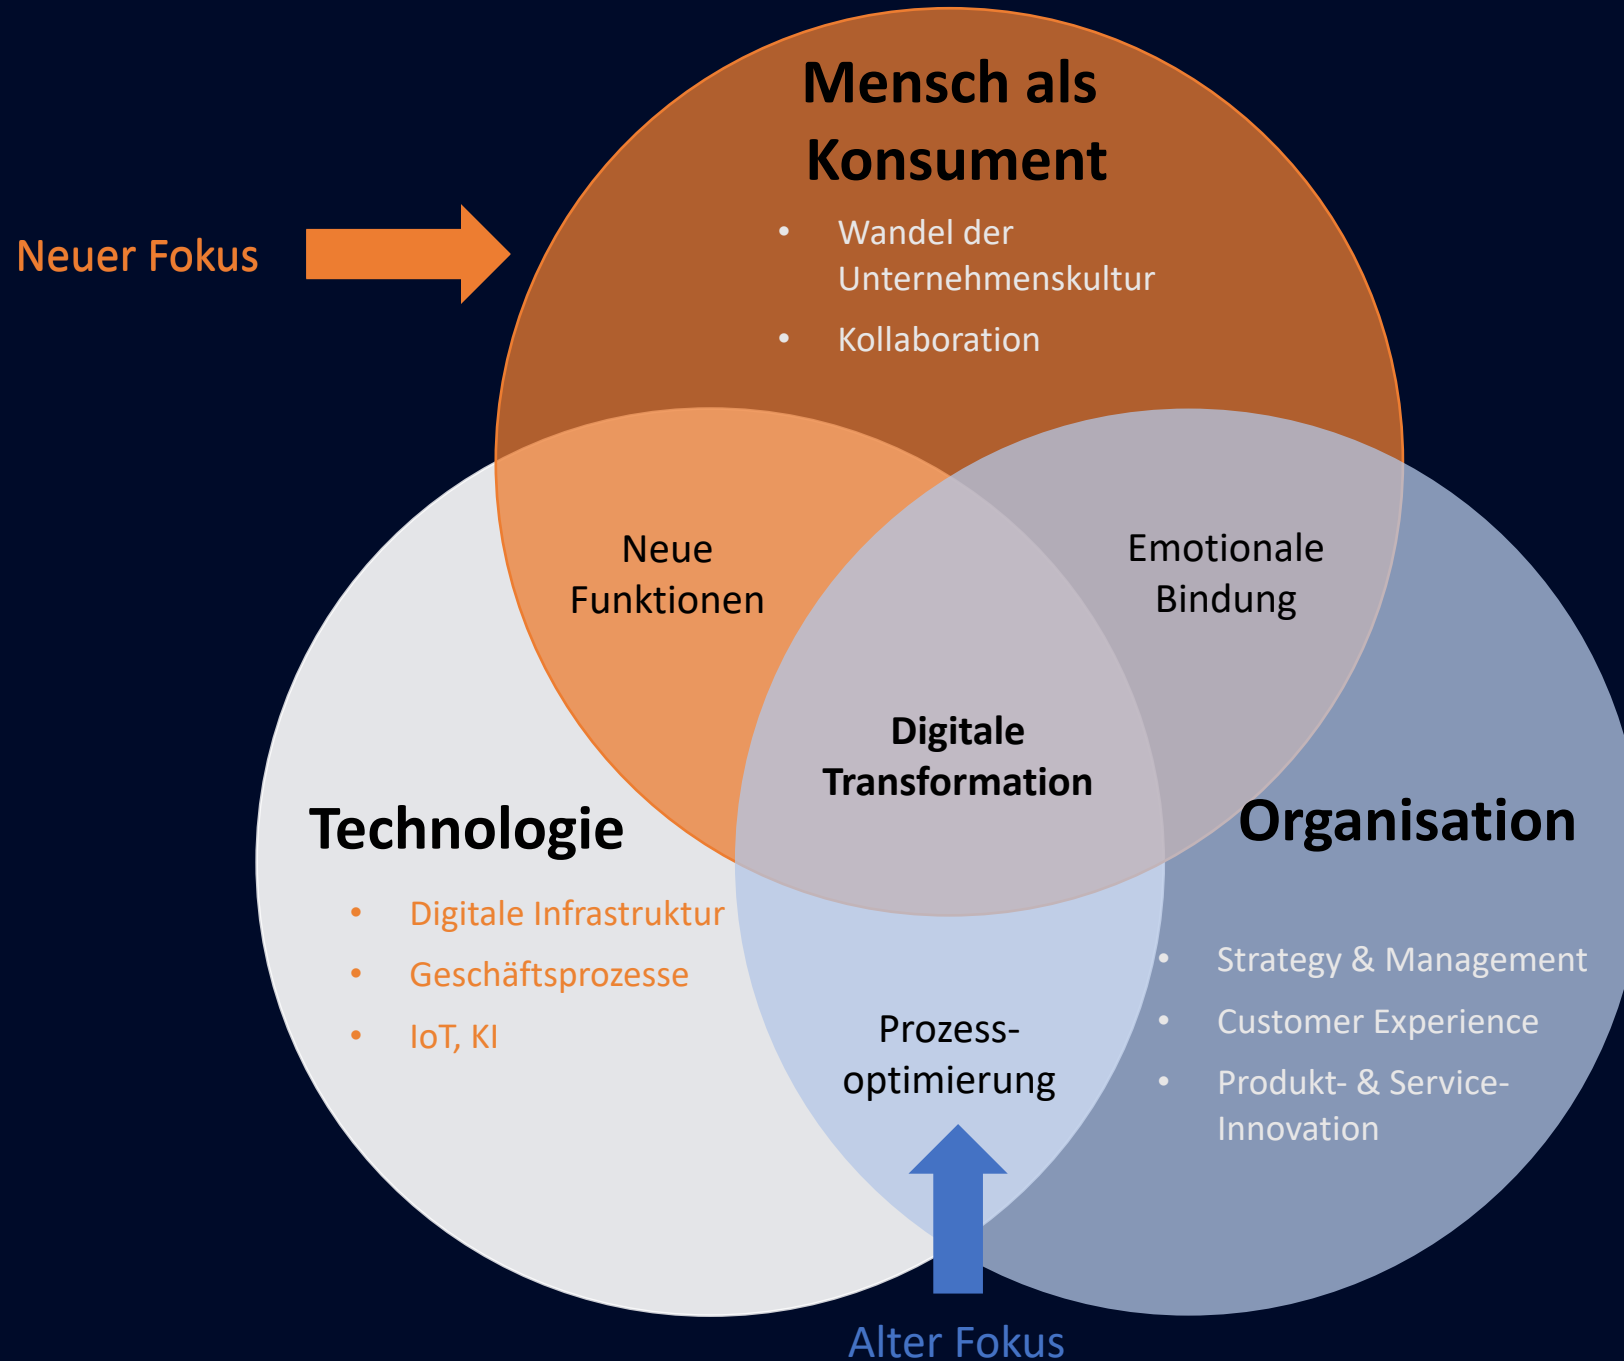 Mensch als
Konsument
• Wandel der
Unternehmenskultur
• Kollaboration
Neuer Fokus
Neue
Funktionen
Emotionale
Bindung
Digitale
Transformation
Technologie
• Digitale Infrastruktur
• Geschäftsprozesse
• IoT, KI
Organisation
• Strategy & Management
• Customer Experience
• Produkt- & Service-
Innovation
Prozess-
optimierung
Alter Fokus